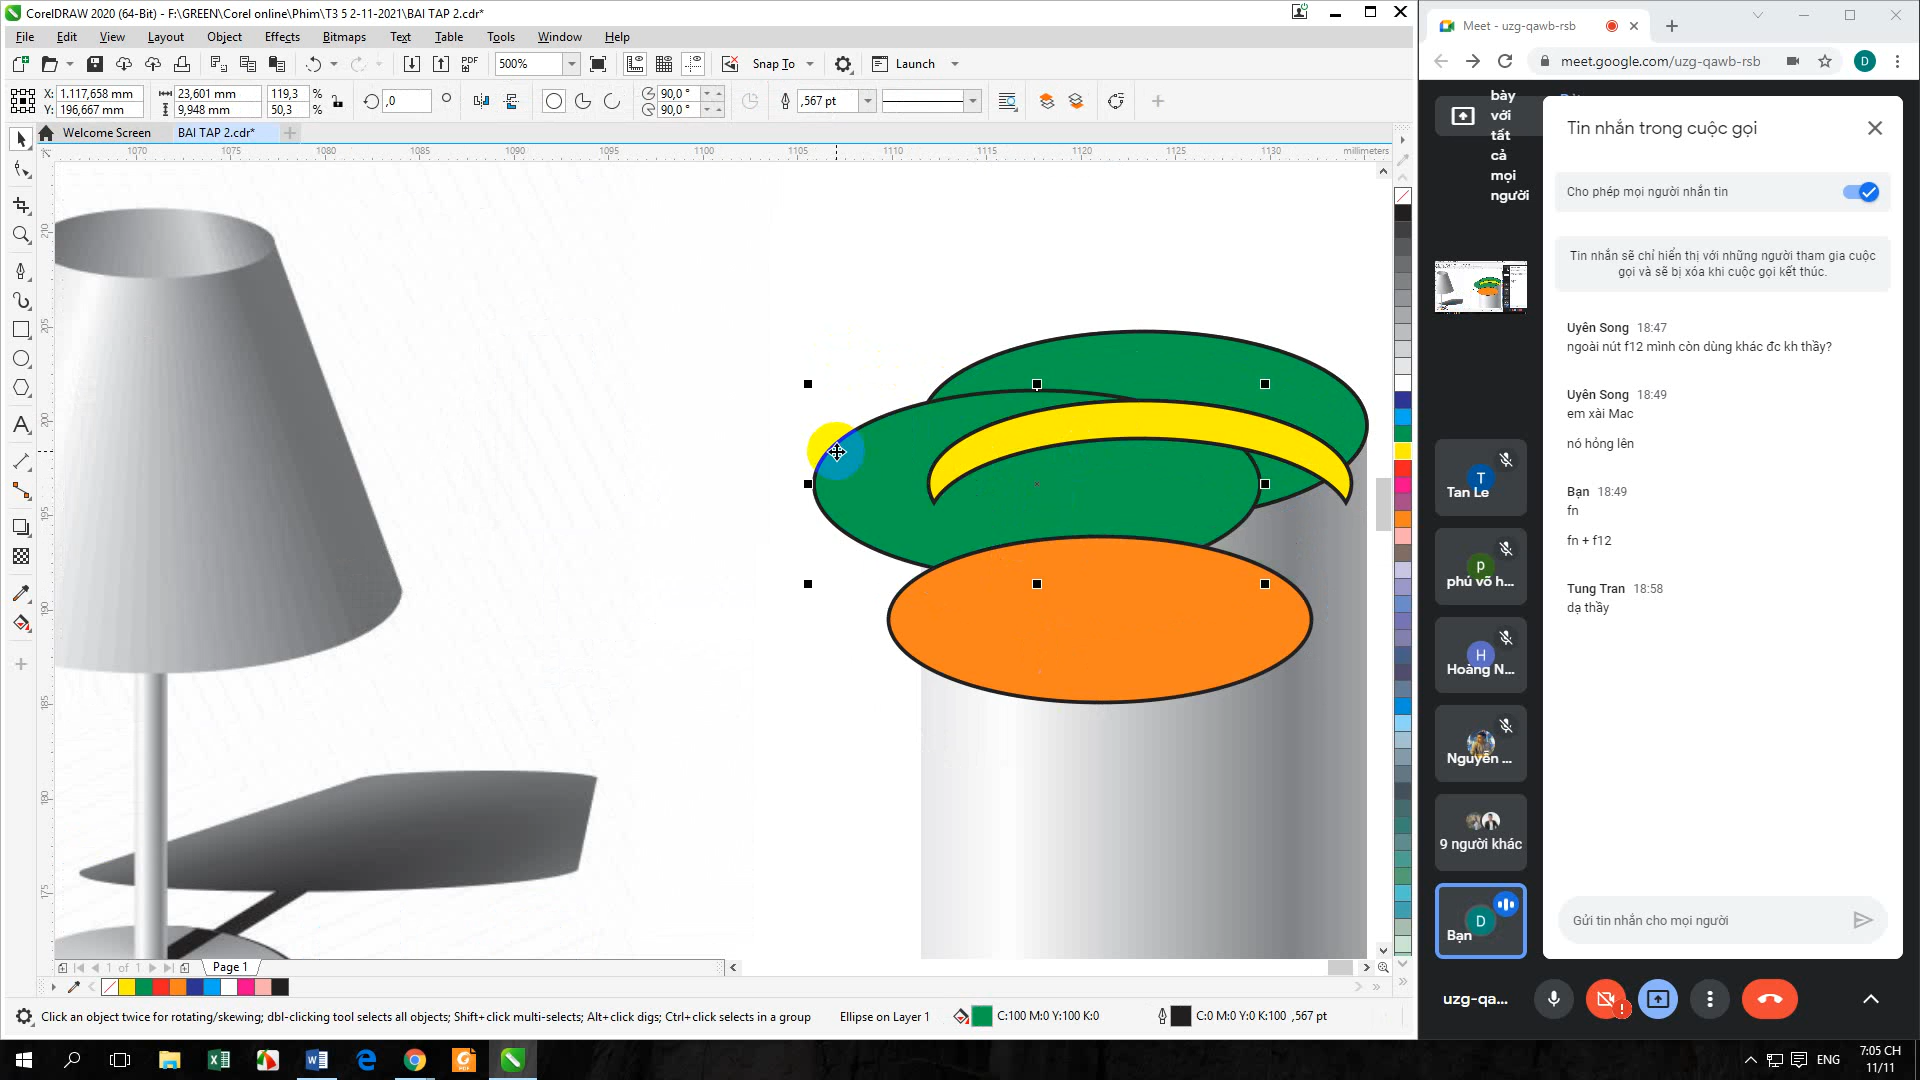 CorelDRAW 2020 (64-Bit) - F:\GREEN\Corel online\Phim\T3 5 2-11-2021\BAI TAP 2.cdr*
File Edit View Layout Object Effects Bitmaps Text Table Tools Window Help
PDF 500% Snap To Launch
X: 1.117,658 mm 23,601 mm 119,3 % ,0 90,0 ° ,567 pt
Y: 196,667 mm 9,948 mm 50,3 % 90,0 °
Welcome Screen BAI TAP 2.cdr*
1070 1075 1080 1085 1090 1095 1100 1105 1110 1115 1120 1125 1130 millimeters
210
205
200
195
190
185
180
175
1 of 1 Page 1
Click an object twice for rotating/skewing; dbl-clicking tool selects all objects; Shift+click multi-selects; Alt+click digs; Ctrl+click selects in a group Ellipse on Layer 1 C:100 M:0 Y:100 K:0 C:0 M:0 Y:0 K:100 ,567 pt
Meet - uzg-qawb-rsb
meet.google.com/uzg-qawb-rsb D
bày
với
tất
cả
mọi
người
Tin nhắn trong cuộc gọi
Cho phép mọi người nhắn tin
Tin nhắn sẽ chỉ hiển thị với những người tham gia cuộc
gọi và sẽ bị xóa khi cuộc gọi kết thúc.
Uyên Song 18:47
ngoài nút f12 mình còn dùng khác đc kh thầy?
Uyên Song 18:49
em xài Mac
nó hỏng lên
Bạn 18:49
fn
fn + f12
Tung Tran 18:58
dạ thầy
Gửi tin nhắn cho mọi người
T
Tan Le
p
phú võ h...
H
Hoàng N...
Nguyễn ...
9 người khác
D
Bạn
uzg-qa...
ENG 7:05 CH
11/11